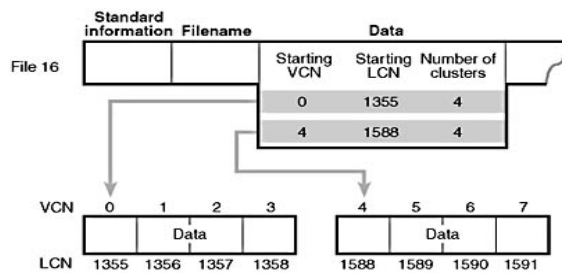 Standard information Filename Data
File 16
Starting VCN Starting LCN Number of clusters
0 1355 4
4 1588 4
VCN 0 1 2 3 4 5 6 7
Data Data
LCN 1355 1356 1357 1358 1588 1589 1590 1591